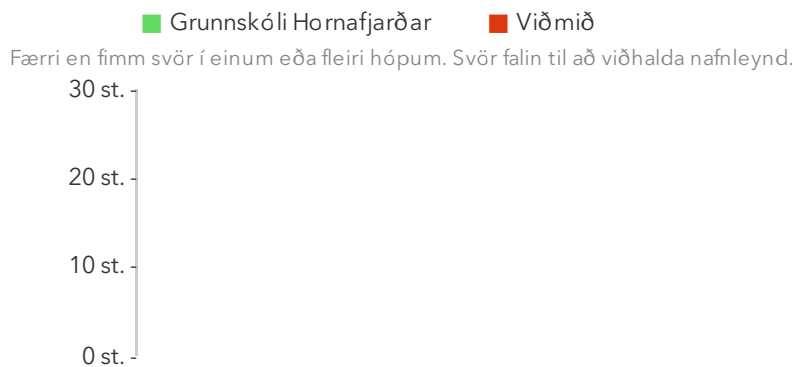 Grunnskóli Hornafjarðar Viðmið
Færri en fimm svör í einum eða fleiri hópum. Svör falin til að viðhalda nafnleynd.
30 st.
20 st.
10 st.
0 st.